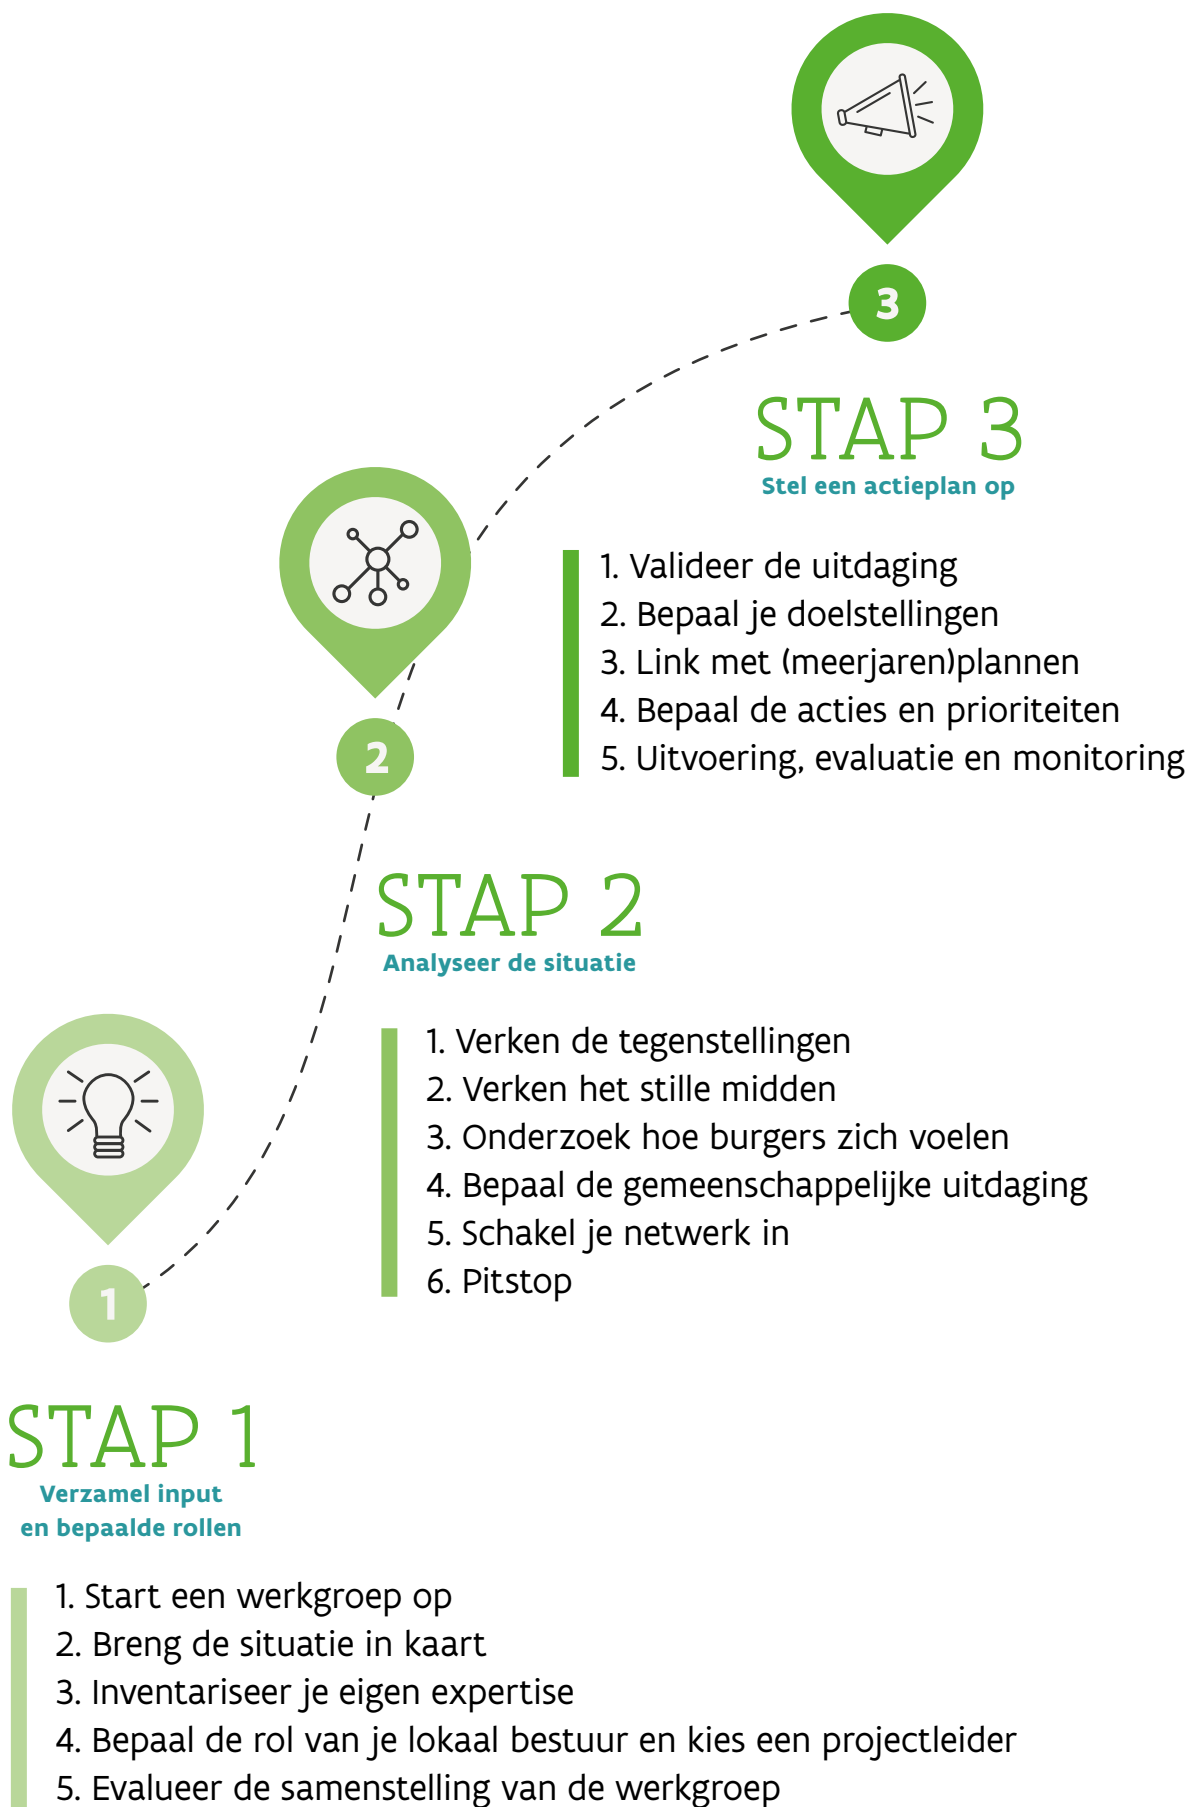 3
STAP 3
Stel een actieplan op
1. Valideer de uitdaging
2. Bepaal je doelstellingen
3. Link met (meerjaren)plannen
4. Bepaal de acties en prioriteiten
5. Uitvoering, evaluatie en monitoring
2
STAP 2
Analyseer de situatie
1. Verken de tegenstellingen
2. Verken het stille midden
3. Onderzoek hoe burgers zich voelen
4. Bepaal de gemeenschappelijke uitdaging
5. Schakel je netwerk in
6. Pitstop
1
STAP 1
Verzamel input
en bepaalde rollen
1. Start een werkgroep op
2. Breng de situatie in kaart
3. Inventariseer je eigen expertise
4. Bepaal de rol van je lokaal bestuur en kies een projectleider
5. Evalueer de samenstelling van de werkgroep